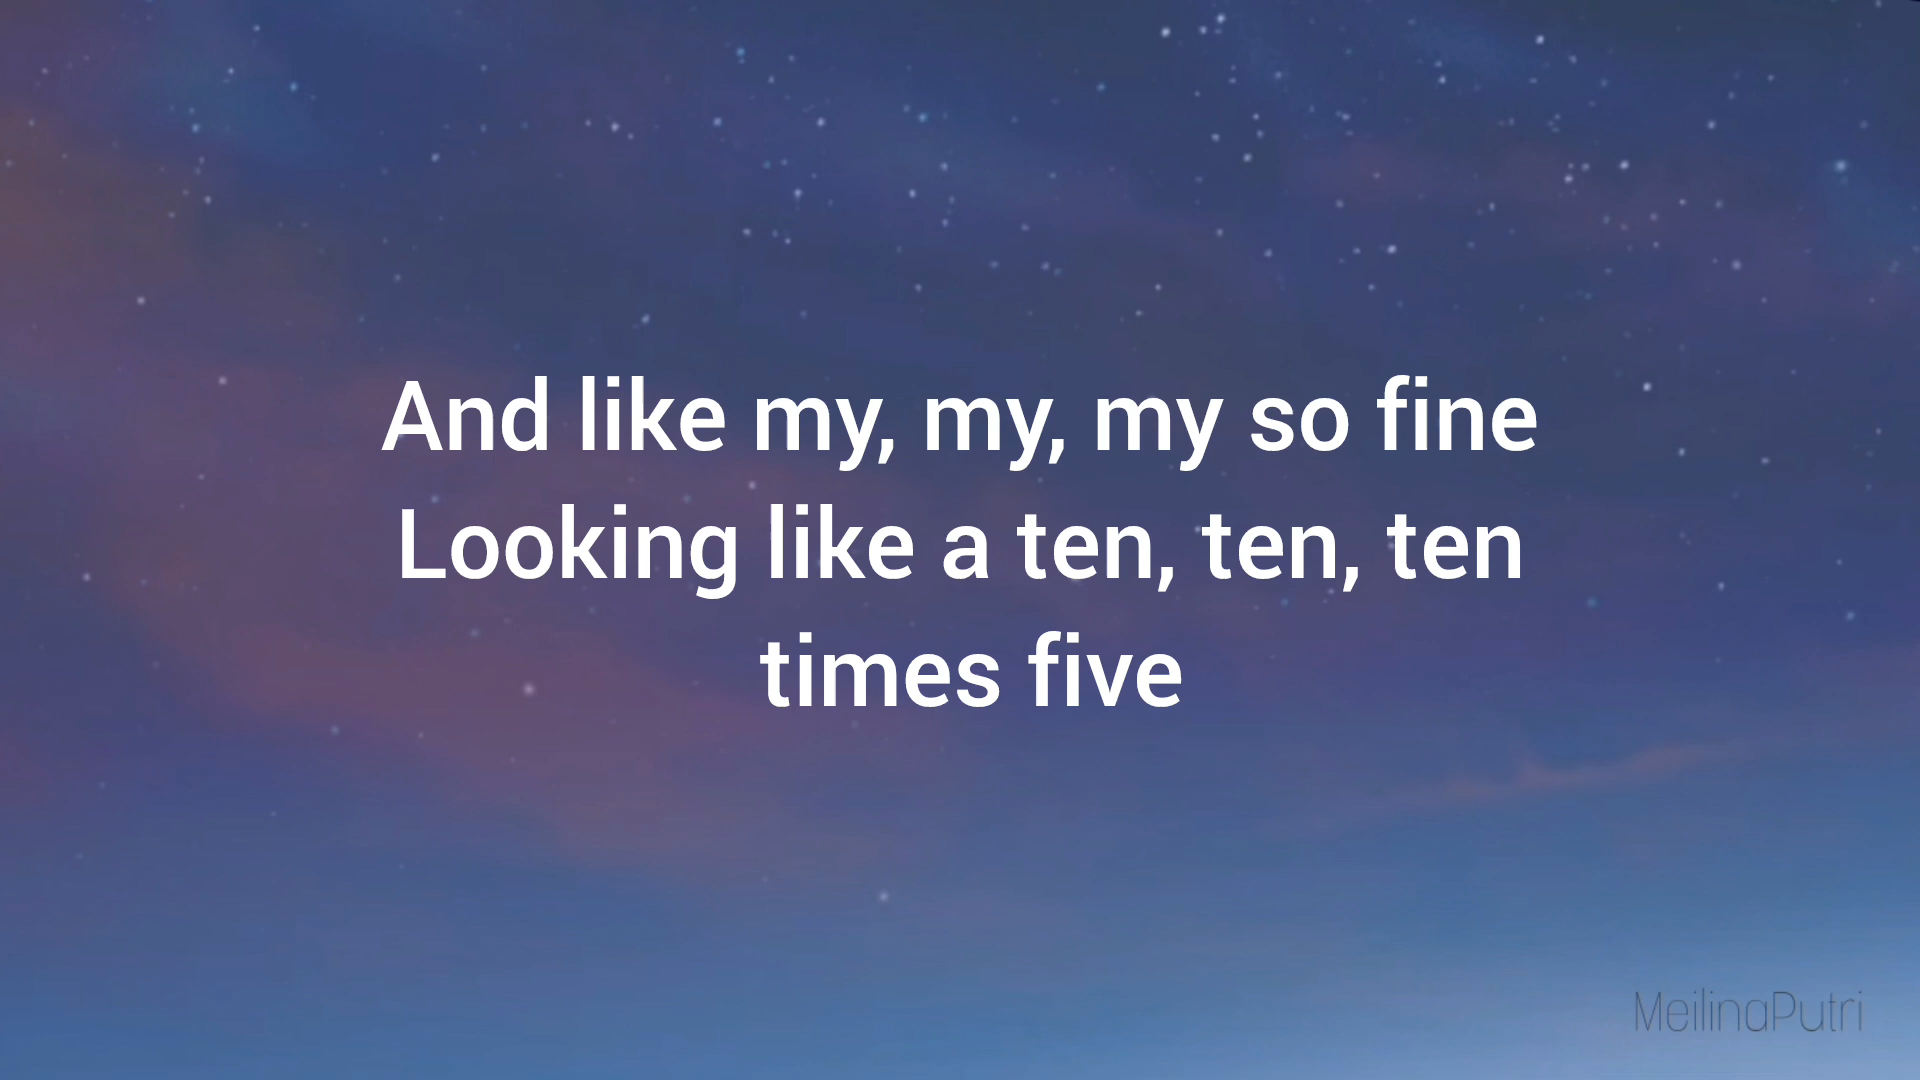 And like my, my, my so fine
Looking like a ten, ten, ten
times five
MeilinaPutri